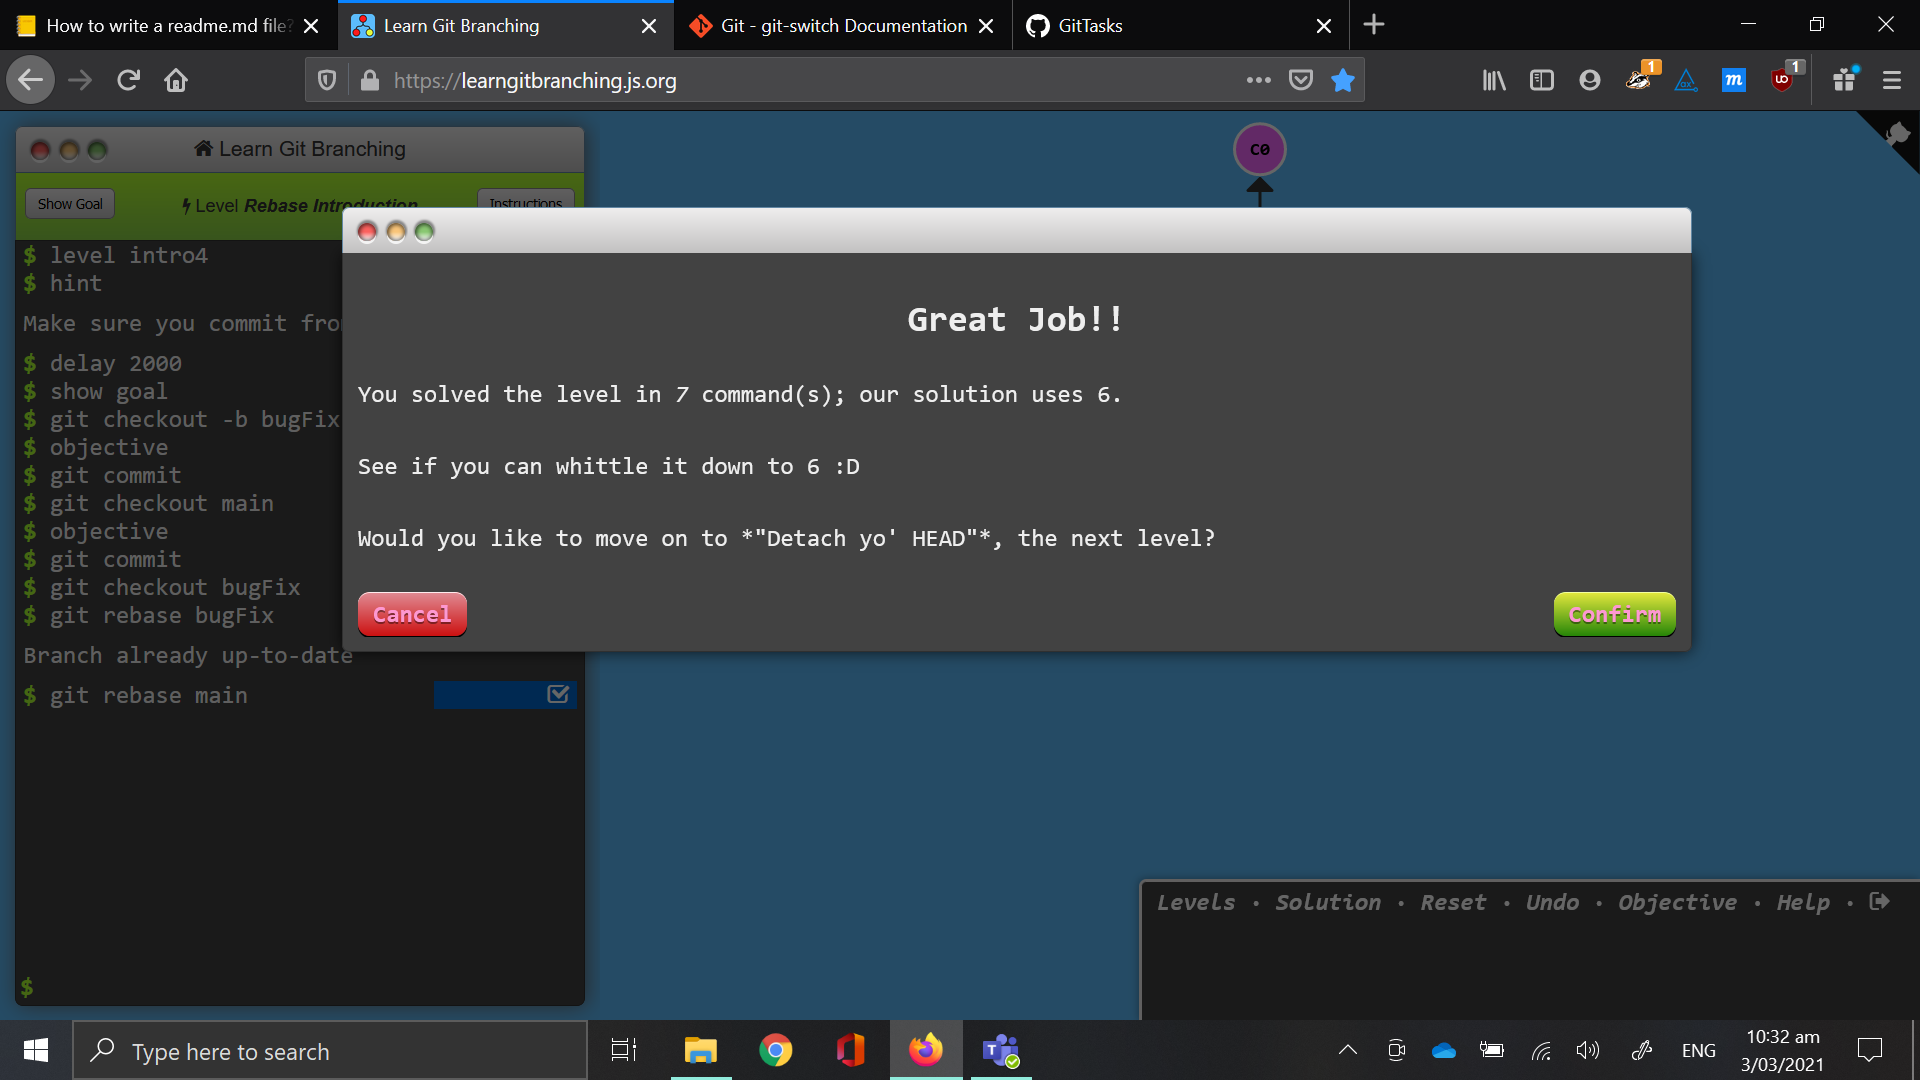 How to write a readme.md file?
Learn Git Branching
Git - git-switch Documentation
GitTasks
https://learngitbranching.js.org
1
m
1
Learn Git Branching
Show Goal
Level Rebase Introduction
Instructions
C0
$ level intro4
$ hint
Make sure you commit from
$ delay 2000
$ show goal
$ git checkout -b bugFix
$ objective
$ git commit
$ git checkout main
$ objective
$ git commit
$ git checkout bugFix
$ git rebase bugFix
Branch already up-to-date
$ git rebase main
$
Great Job!!
You solved the level in 7 command(s); our solution uses 6.
See if you can whittle it down to 6 :D
Would you like to move on to *"Detach yo' HEAD"*, the next level?
Cancel
Confirm
Levels · Solution · Reset · Undo · Objective · Help ·
Type here to search
ENG
10:32 am
3/03/2021